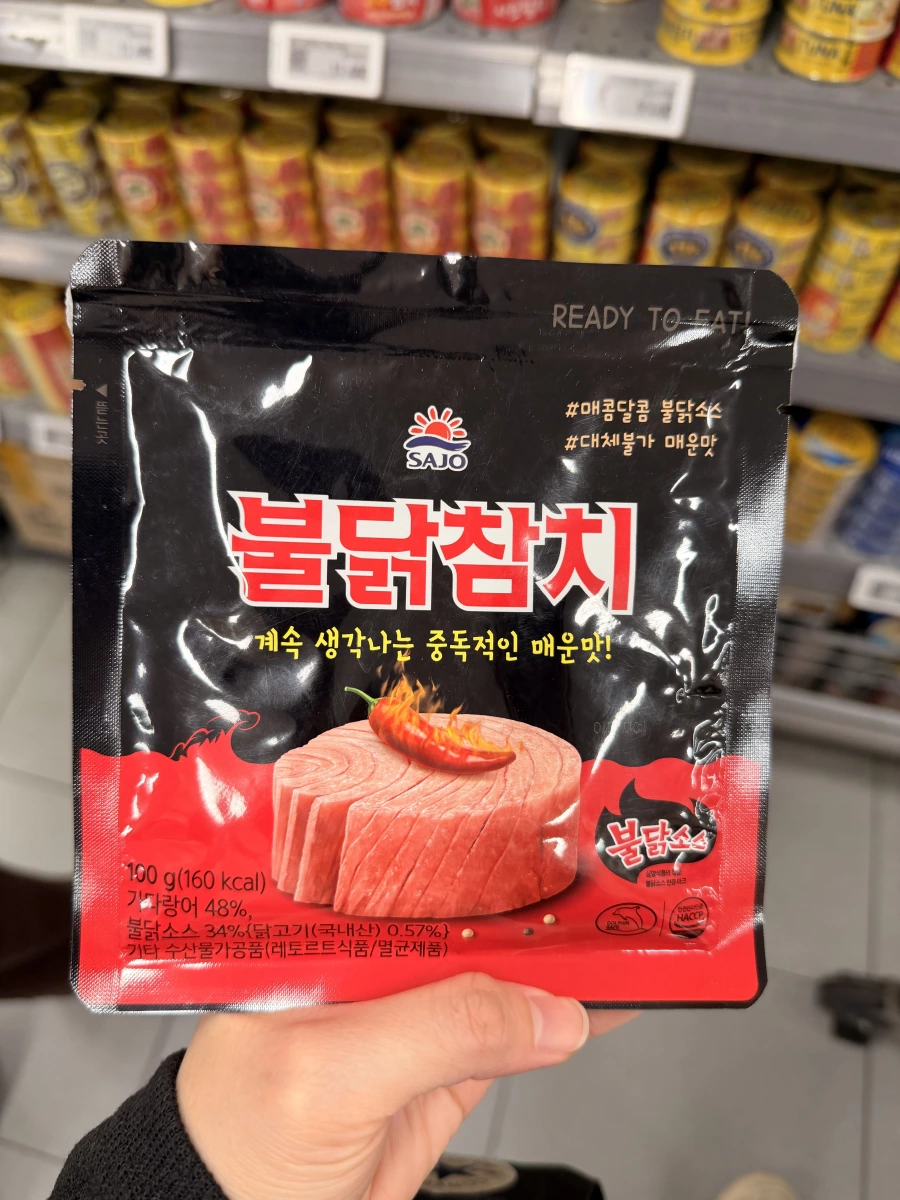 READY TO EAT!
#매콤달콤 불닭소스
#대체불가 매운맛
SAJO
불닭참치
계속 생각나는 중독적인 매운맛!
불닭소스
100 g(160 kcal)
가다랑어 48%,
불닭소스 34%{닭고기(국내산) 0.57%}
기타 수산물가공품(레토르트식품/멸균제품)
HACCP